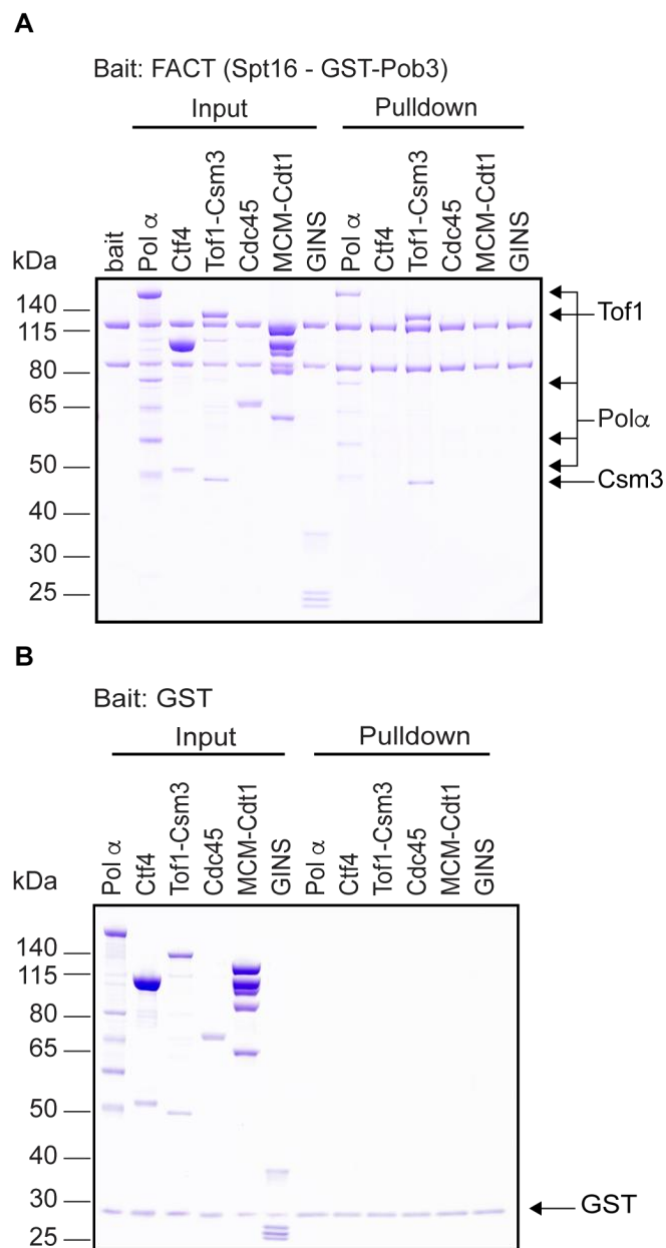 A
Bait: FACT (Spt16 - GST-Pob3)
Input Pulldown
kDa bait Pol α Ctf4 Tof1-Csm3 Cdc45 MCM-Cdt1 GINS Pol α Ctf4 Tof1-Csm3 Cdc45 MCM-Cdt1 GINS
140 Tof1
115
80
65 Polα
50 Csm3
40
30
25
B
Bait: GST
Input Pulldown
kDa Pol α Ctf4 Tof1-Csm3 Cdc45 MCM-Cdt1 GINS Pol α Ctf4 Tof1-Csm3 Cdc45 MCM-Cdt1 GINS
140
115
80
65
50
40
30 GST
25